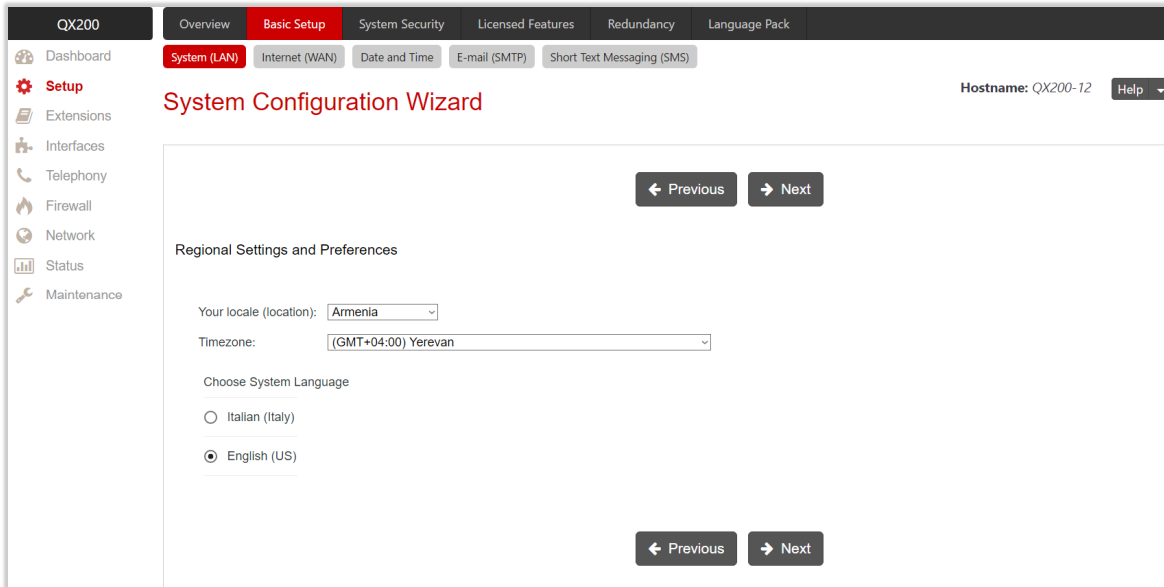 QX200
Overview Basic Setup System Security Licensed Features Redundancy Language Pack
Dashboard
Setup
Extensions
Interfaces
Telephony
Firewall
Network
Status
Maintenance
System (LAN) Internet (WAN) Date and Time E-mail (SMTP) Short Text Messaging (SMS)
Hostname: QX200-12 Help
System Configuration Wizard
Previous Next
Regional Settings and Preferences
Your locale (location): Armenia
Timezone: (GMT+04:00) Yerevan
Choose System Language
Italian (Italy)
English (US)
Previous Next